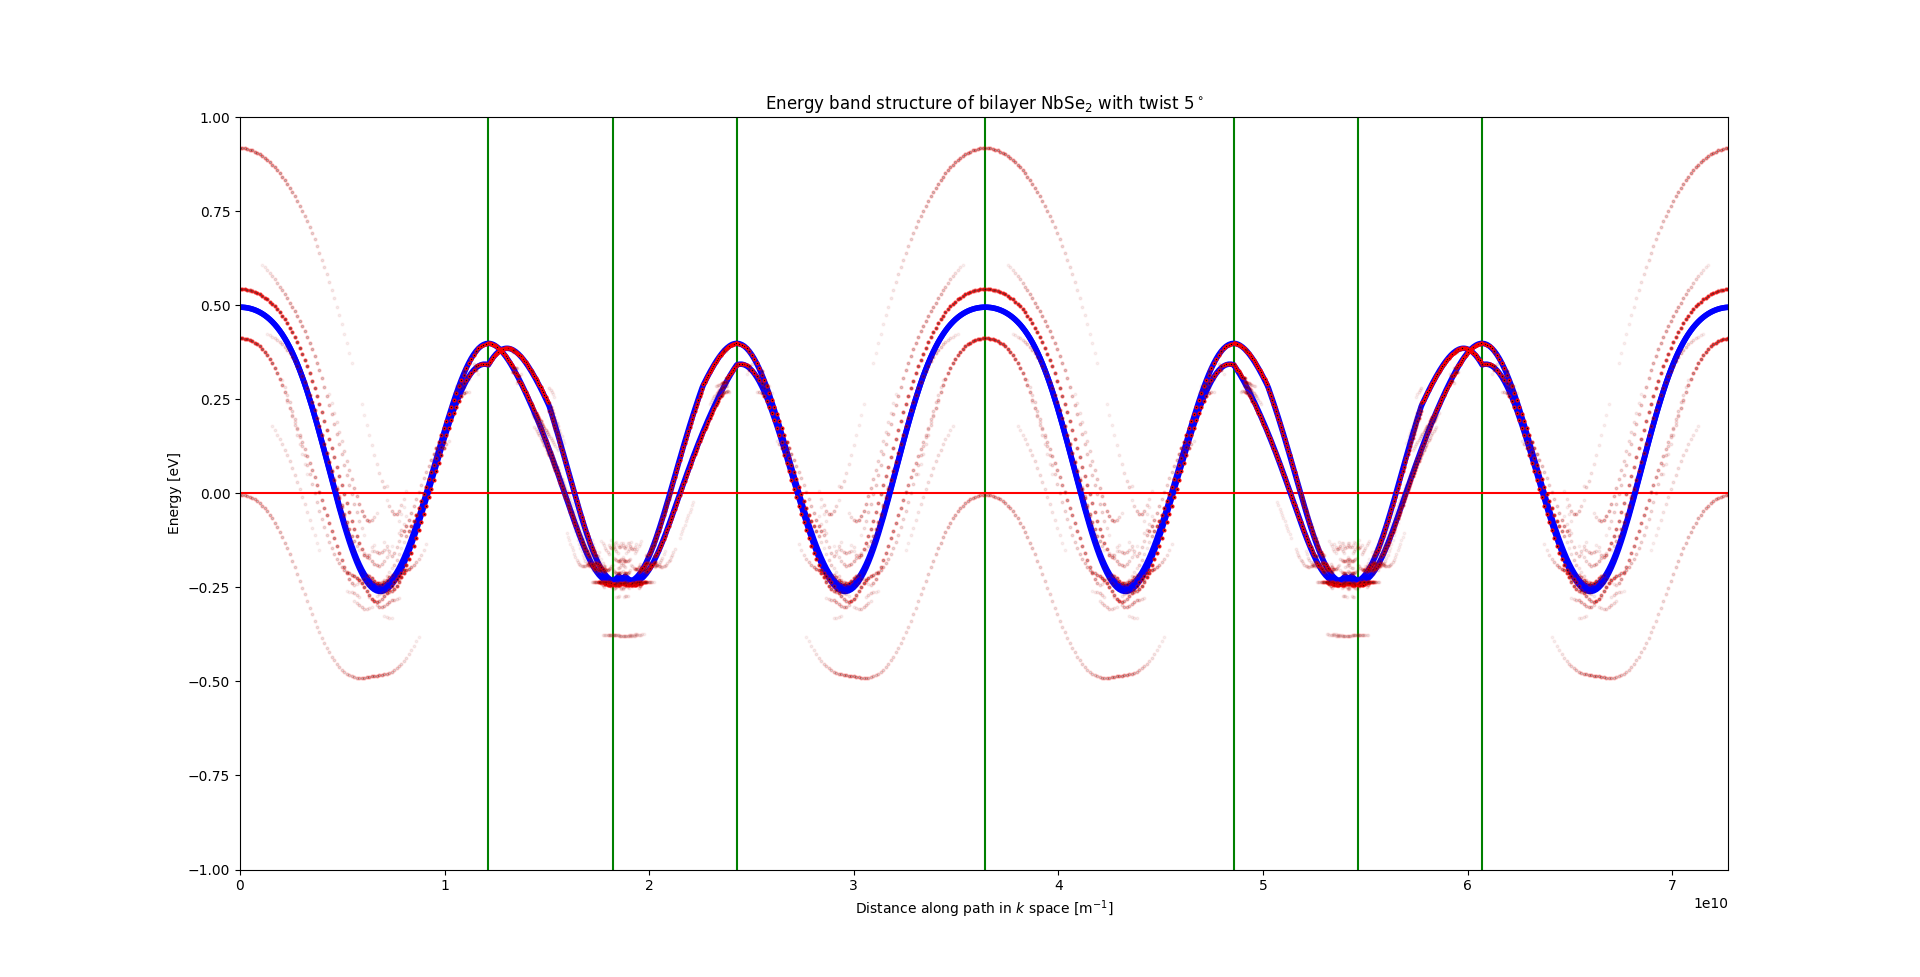 Energy band structure of bilayer NbSe₂ with twist 5°
1.00
0.75
0.50
0.25
0.00
−0.25
−0.50
−0.75
−1.00
Energy [eV]
0 1 2 3 4 5 6 7
1e10
Distance along path in k space [m⁻¹]